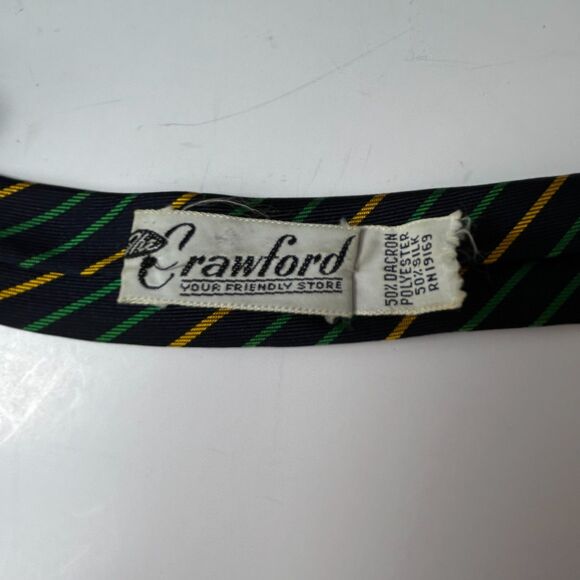 The
Crawford
YOUR FRIENDLY STORE
50% DACRON
POLYESTER
50% SILK
RN19169